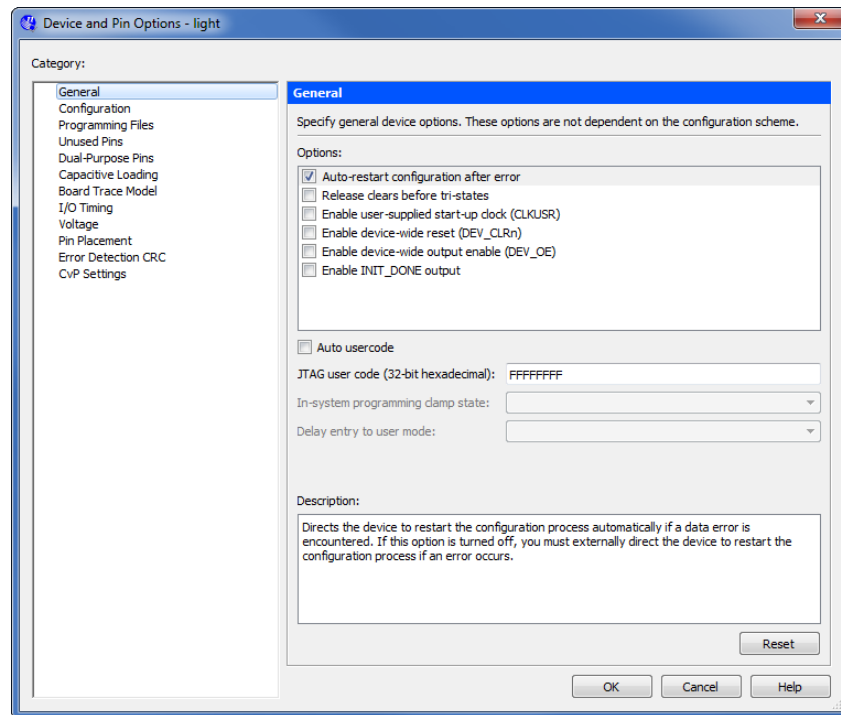 Device and Pin Options - light
Category:
General
Configuration
Programming Files
Unused Pins
Dual-Purpose Pins
Capacitive Loading
Board Trace Model
I/O Timing
Voltage
Pin Placement
Error Detection CRC
CvP Settings
General
Specify general device options. These options are not dependent on the configuration scheme.
Options:
Auto-restart configuration after error
Release clears before tri-states
Enable user-supplied start-up clock (CLKUSR)
Enable device-wide reset (DEV_CLRn)
Enable device-wide output enable (DEV_OE)
Enable INIT_DONE output
Auto usercode
JTAG user code (32-bit hexadecimal): FFFFFFFF
In-system programming clamp state:
Delay entry to user mode:
Description:
Directs the device to restart the configuration process automatically if a data error is
encountered. If this option is turned off, you must externally direct the device to restart the
configuration process if an error occurs.
Reset
OK Cancel Help